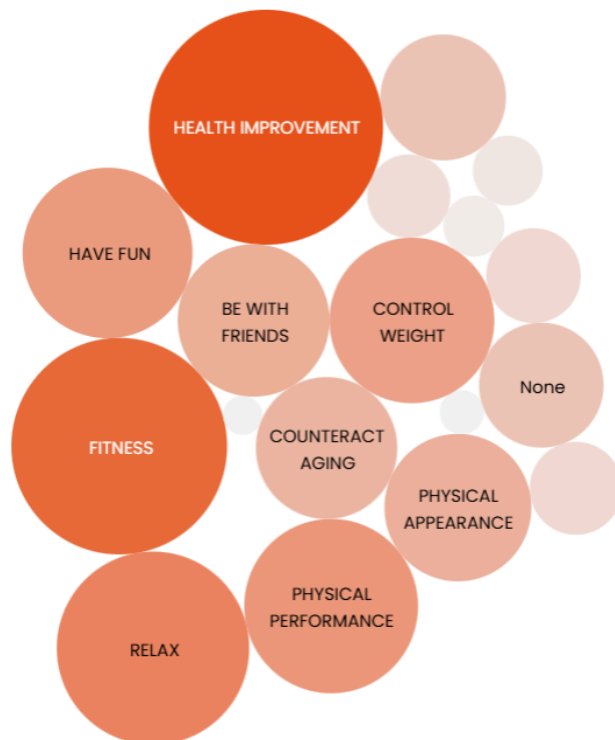 HEALTH IMPROVEMENT
HAVE FUN
BE WITH
FRIENDS
CONTROL
WEIGHT
None
FITNESS
COUNTERACT
AGING
PHYSICAL
APPEARANCE
PHYSICAL
PERFORMANCE
RELAX